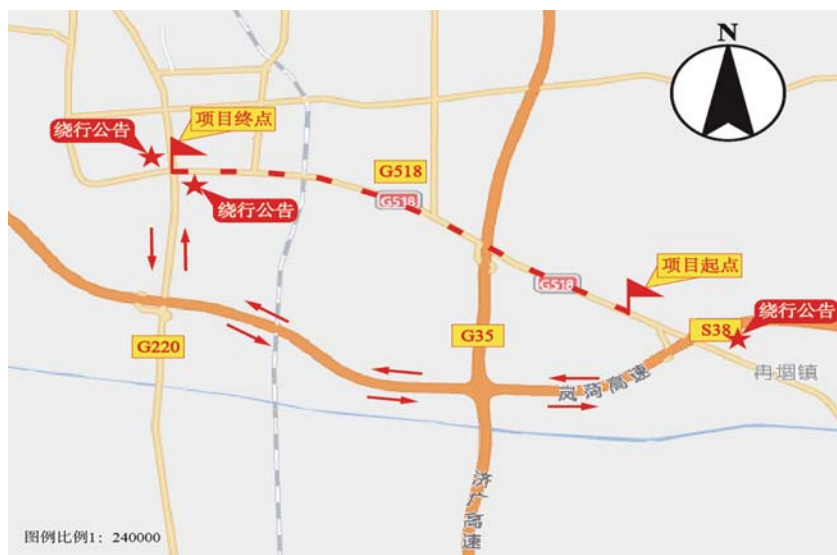 N
项目终点
绕行公告
G518
G518
绕行公告
项目起点
G518
绕行公告
S38
G35
G220
冉堌镇
岚菏高速
济广高速
图例比例1：240000